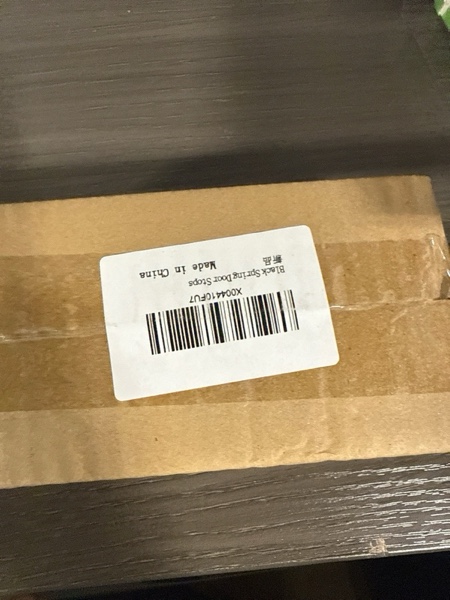 X004410FU7
Black Spring Door Stops
新品
Made in China